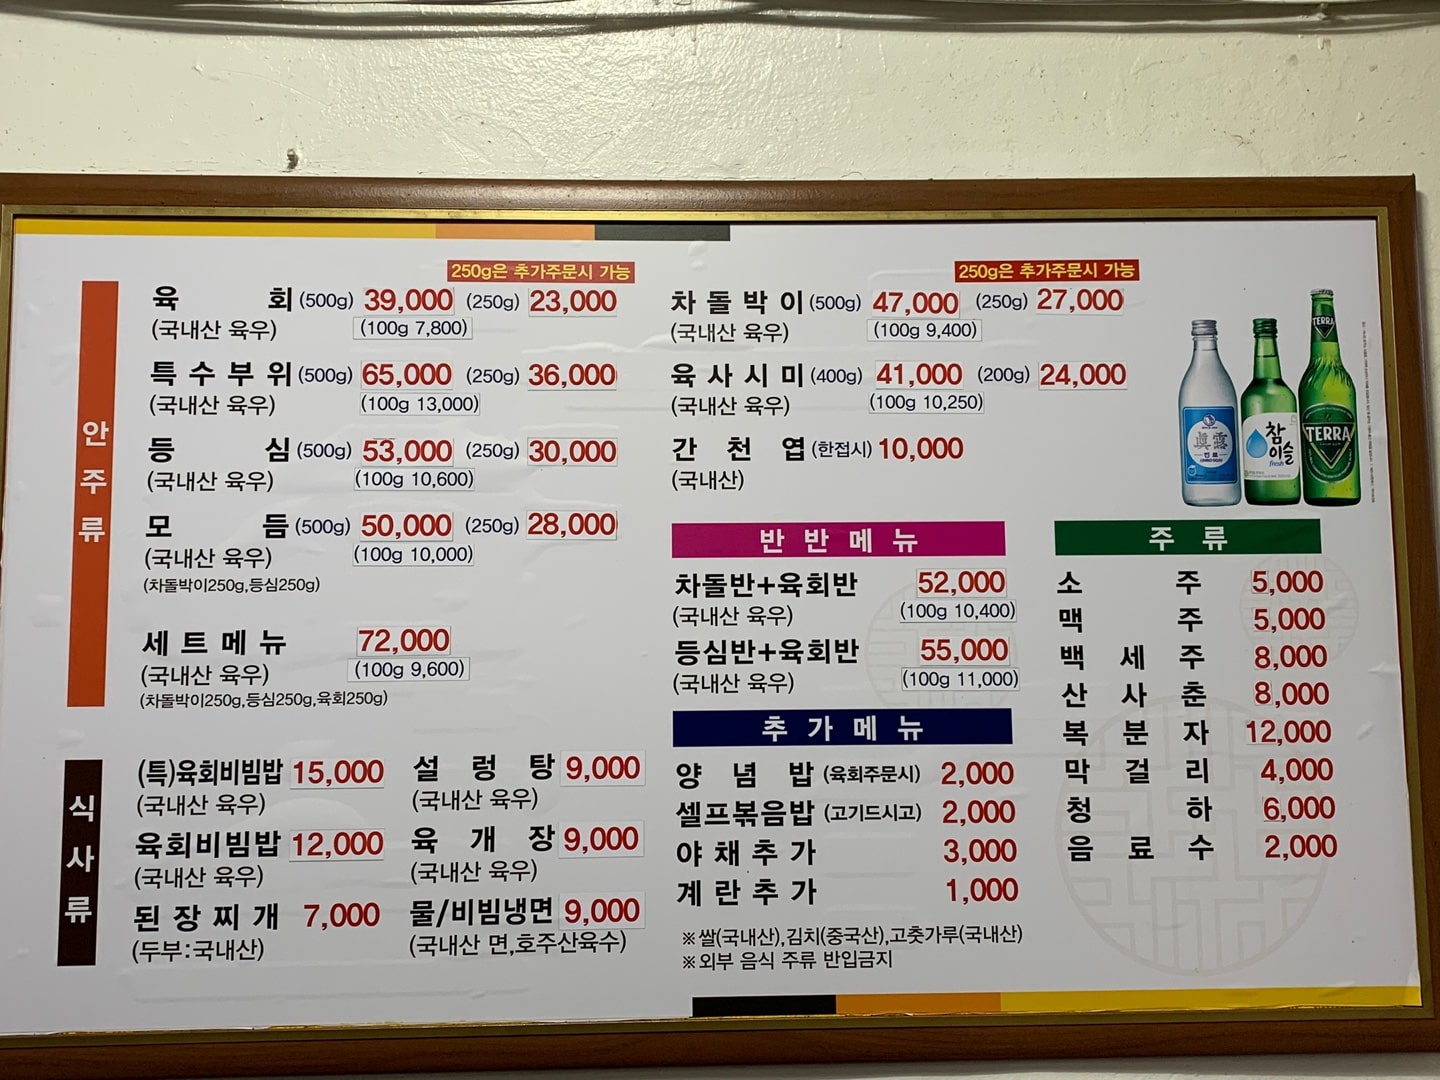 안주류
250g은 추가주문시 가능
육회 (500g) 39,000 (250g) 23,000
(국내산 육우) (100g 7,800)
특수부위 (500g) 65,000 (250g) 36,000
(국내산 육우) (100g 13,000)
등심 (500g) 53,000 (250g) 30,000
(국내산 육우) (100g 10,600)
모듬 (500g) 50,000 (250g) 28,000
(국내산 육우) (100g 10,000)
(차돌박이250g,등심250g)
세트메뉴 72,000
(국내산 육우) (100g 9,600)
(차돌박이250g,등심250g,육회250g)
250g은 추가주문시 가능
차돌박이 (500g) 47,000 (250g) 27,000
(국내산 육우) (100g 9,400)
육사시미 (400g) 41,000 (200g) 24,000
(국내산 육우) (100g 10,250)
간천엽 (한접시) 10,000
(국내산)
식사류
(특)육회비빔밥 15,000
(국내산 육우)
육회비빔밥 12,000
(국내산 육우)
된장찌개 7,000
(두부:국내산)
설렁탕 9,000
(국내산 육우)
육개장 9,000
(국내산 육우)
물/비빔냉면 9,000
(국내산 면,호주산육수)
반반메뉴
차돌반+육회반 52,000
(국내산 육우) (100g 10,400)
등심반+육회반 55,000
(국내산 육우) (100g 11,000)
추가메뉴
양념밥 (육회주문시) 2,000
셀프볶음밥 (고기드시고) 2,000
야채추가 3,000
계란추가 1,000
※쌀(국내산),김치(중국산),고춧가루(국내산)
※외부 음식 주류 반입금지
주류
소주 5,000
맥주 5,000
백세주 8,000
산사춘 8,000
복분자 12,000
막걸리 4,000
청하 6,000
음료수 2,000
眞露
진로
참이슬
fresh
TERRA
TERRA